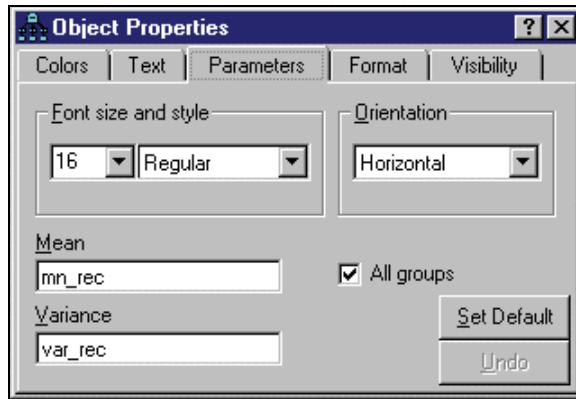 Object Properties
Colors Text Parameters Format Visibility
Font size and style
16 Regular
Orientation
Horizontal
Mean
mn_rec
All groups
Variance
var_rec
Set Default
Undo